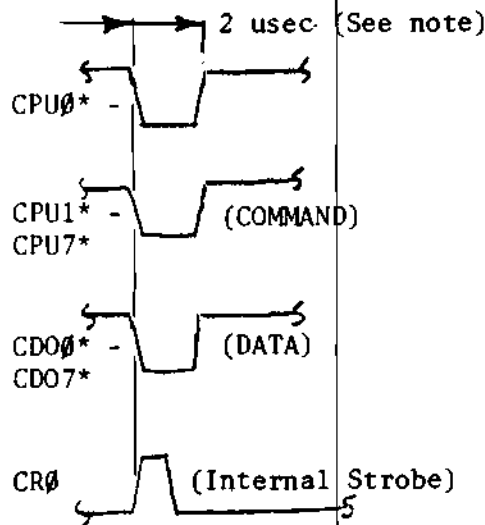 2 usec (See note)
CPUØ* -
CPU1* - (COMMAND)
CPU7*
CDOØ* - (DATA)
CDO7*
CRØ (Internal Strobe)